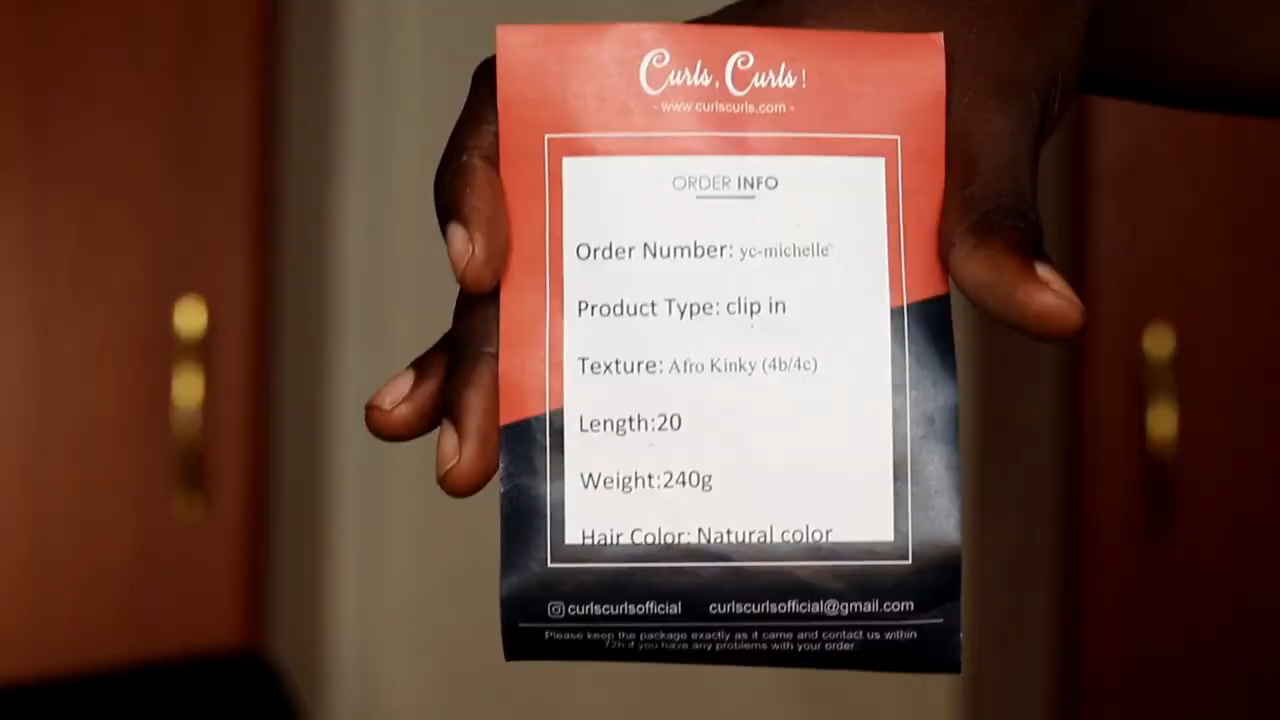 Curls, Curls!
- www.curlscurls.com -
ORDER INFO
Order Number: yc-michelle
Product Type: clip in
Texture: Afro Kinky (4b/4c)
Length:20
Weight:240g
Hair Color: Natural color
curlscurlsofficial curlscurlsofficial@gmail.com
Please keep the package exactly as it came and contact us within
72h if you have any problems with your order.